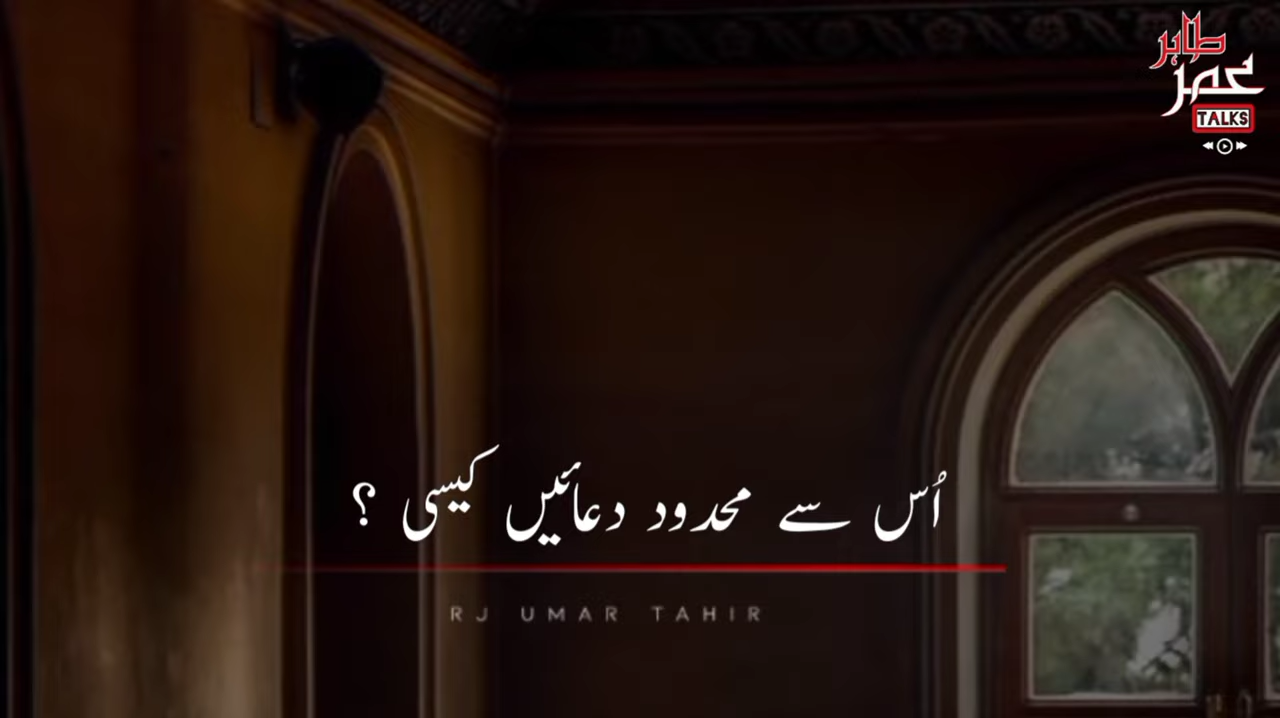 طاہر
عمر
TALKS
اُس سے محدود دعائیں کیسی ؟
RJ UMAR TAHIR